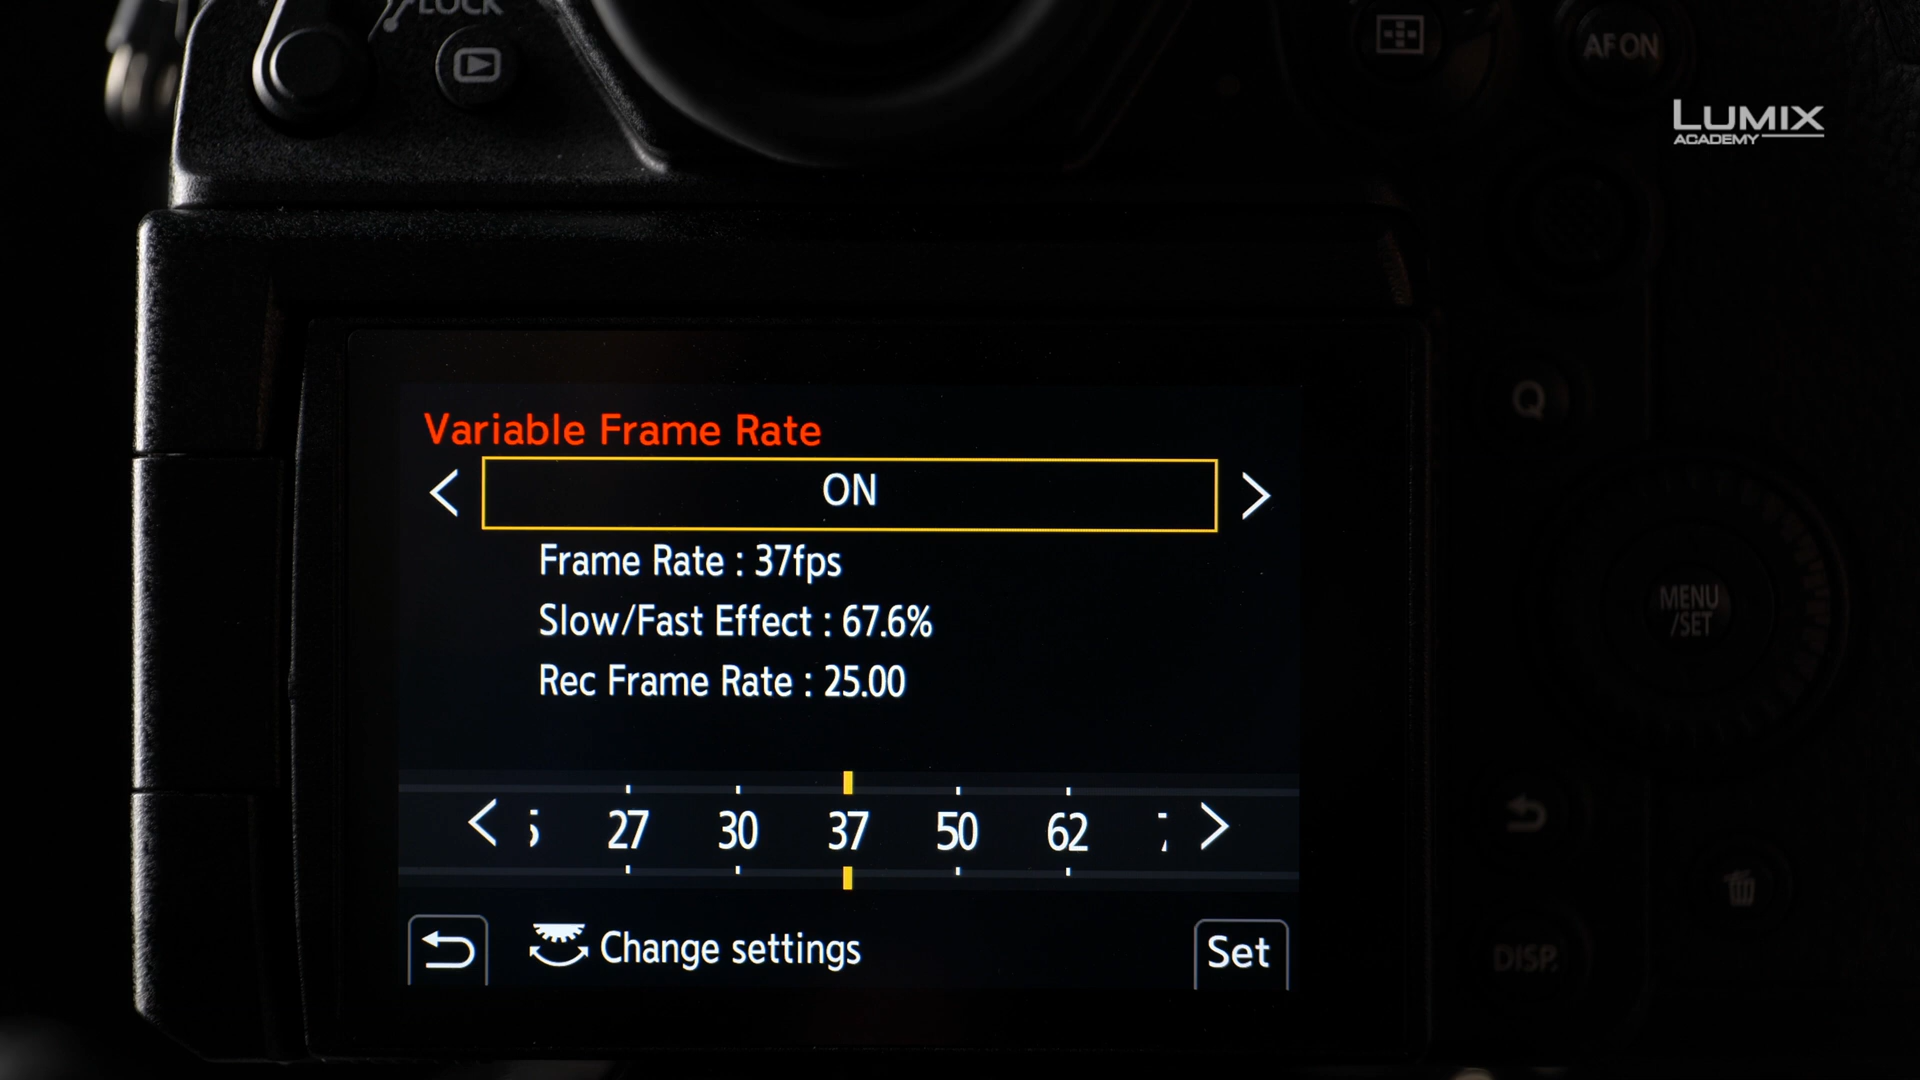 LOCK
AF ON
LUMIX
ACADEMY
Variable Frame Rate
ON
Frame Rate : 37fps
Slow/Fast Effect : 67.6%
Rec Frame Rate : 25.00
Q
MENU
/SET
27 30 37 50 62
Change settings
Set
DISP.